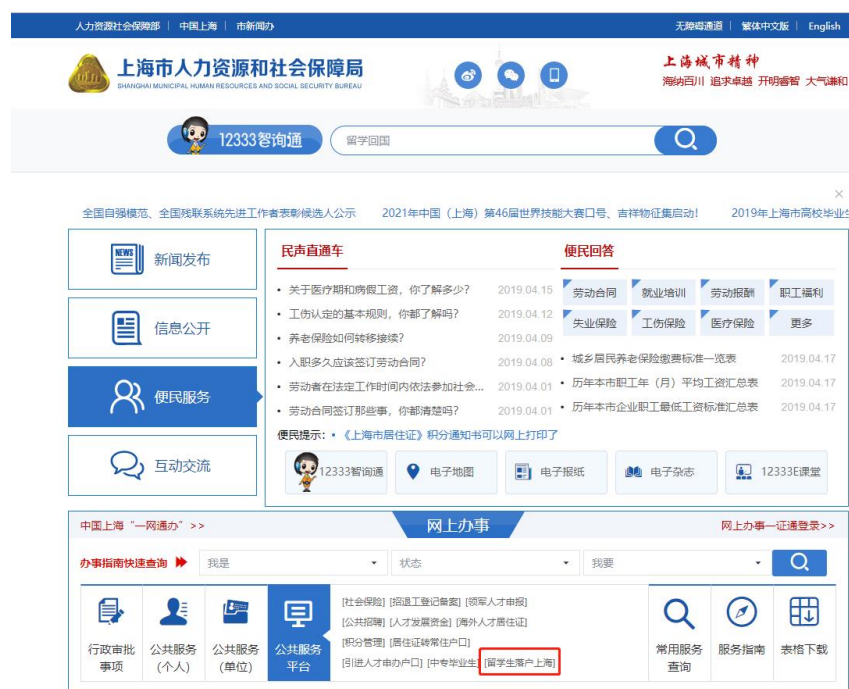 人力资源社会保障部 | 中国上海 | 市新闻办
无障碍通道 | 繁体中文版 | English
上海市人力资源和社会保障局
SHANGHAI MUNICIPAL HUMAN RESOURCES AND SOCIAL SECURITY BUREAU
上海城市精神
海纳百川 追求卓越 开明睿智 大气谦和
12333智询通
留学回国
全国自强模范、全国残联系统先进工作者表彰候选人公示 2021年中国(上海)第46届世界技能大赛口号、吉祥物征集启动! 2019年上海市高校毕业
NEWS
新闻发布
信息公开
便民服务
互动交流
民声直通车
• 关于医疗期和病假工资,你了解多少? 2019.04.15
• 工伤认定的基本规则,你都了解吗? 2019.04.12
• 养老保险如何转移接续? 2019.04.09
• 入职多久应该签订劳动合同? 2019.04.08
• 劳动者在法定工作时间内依法参加社会... 2019.04.01
• 劳动合同签订那些事,你都清楚吗? 2019.04.01
便民回答
劳动合同 就业培训 劳动报酬 职工福利
失业保险 工伤保险 医疗保险 更多
• 城乡居民养老保险缴费标准一览表 2019.04.17
• 历年本市职工年(月)平均工资汇总表 2019.04.17
• 历年本市企业职工最低工资标准汇总表 2019.04.17
便民提示: • 《上海市居住证》积分通知书可以网上打印了
12333智询通 电子地图 电子报纸 电子杂志 12333E课堂
中国上海“一网通办” >>
网上办事
网上办事一证通登录>>
办事指南快速查询 我是 状态 我要
行政审批
事项
公共服务
(个人)
公共服务
(单位)
公共服务
平台
[社会保险] [招退工登记备案] [领军人才申报]
[公共招聘] [人才发展资金] [海外人才居住证]
[积分管理] [居住证转常住户口]
[引进人才申办户口] [中专毕业生] [留学生落户上海]
常用服务
查询
服务指南
表格下载